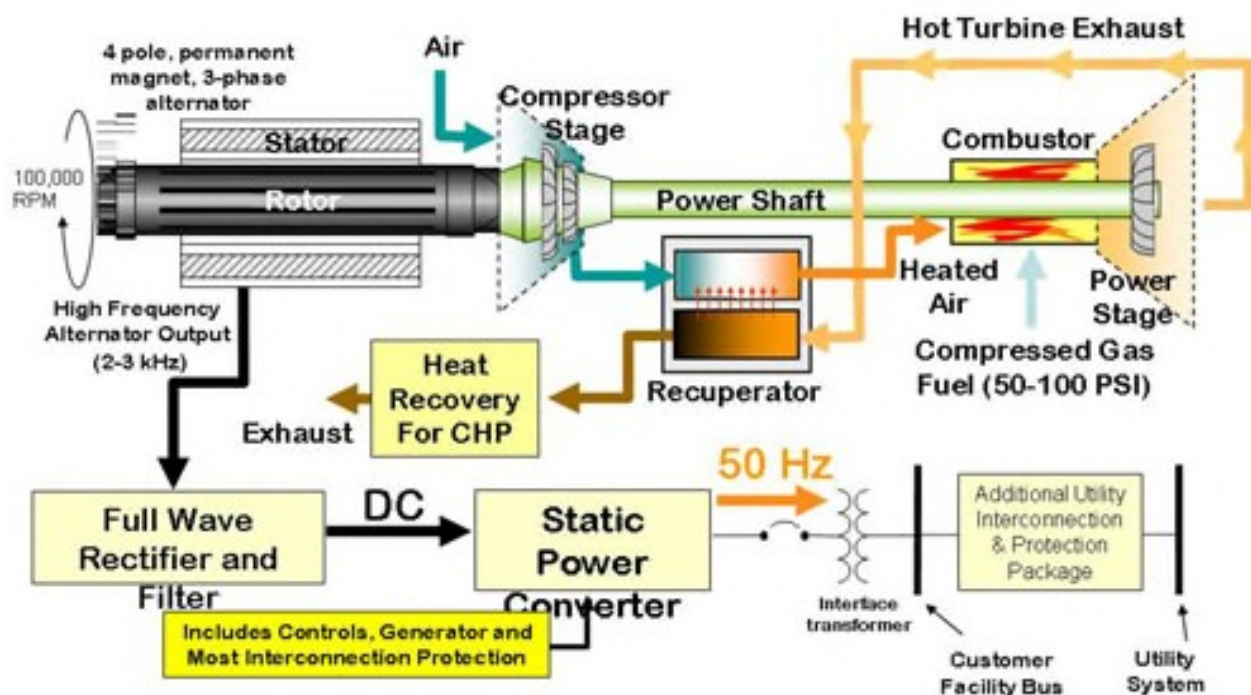 4 pole, permanent
magnet, 3-phase
alternator
Air
Hot Turbine Exhaust
Compressor
Stage
Combustor
Stator
100,000
RPM
Rotor
Power Shaft
Heated
Air
Power
Stage
High Frequency
Alternator Output
(2-3 kHz)
Compressed Gas
Fuel (50-100 PSI)
Recuperator
Heat
Recovery
For CHP
Exhaust
50 Hz
Full Wave
Rectifier and
Filter
DC
Static
Power
Converter
Additional Utility
Interconnection
& Protection
Package
Includes Controls, Generator and
Most Interconnection Protection
Interface
transformer
Customer
Facility Bus
Utility
System